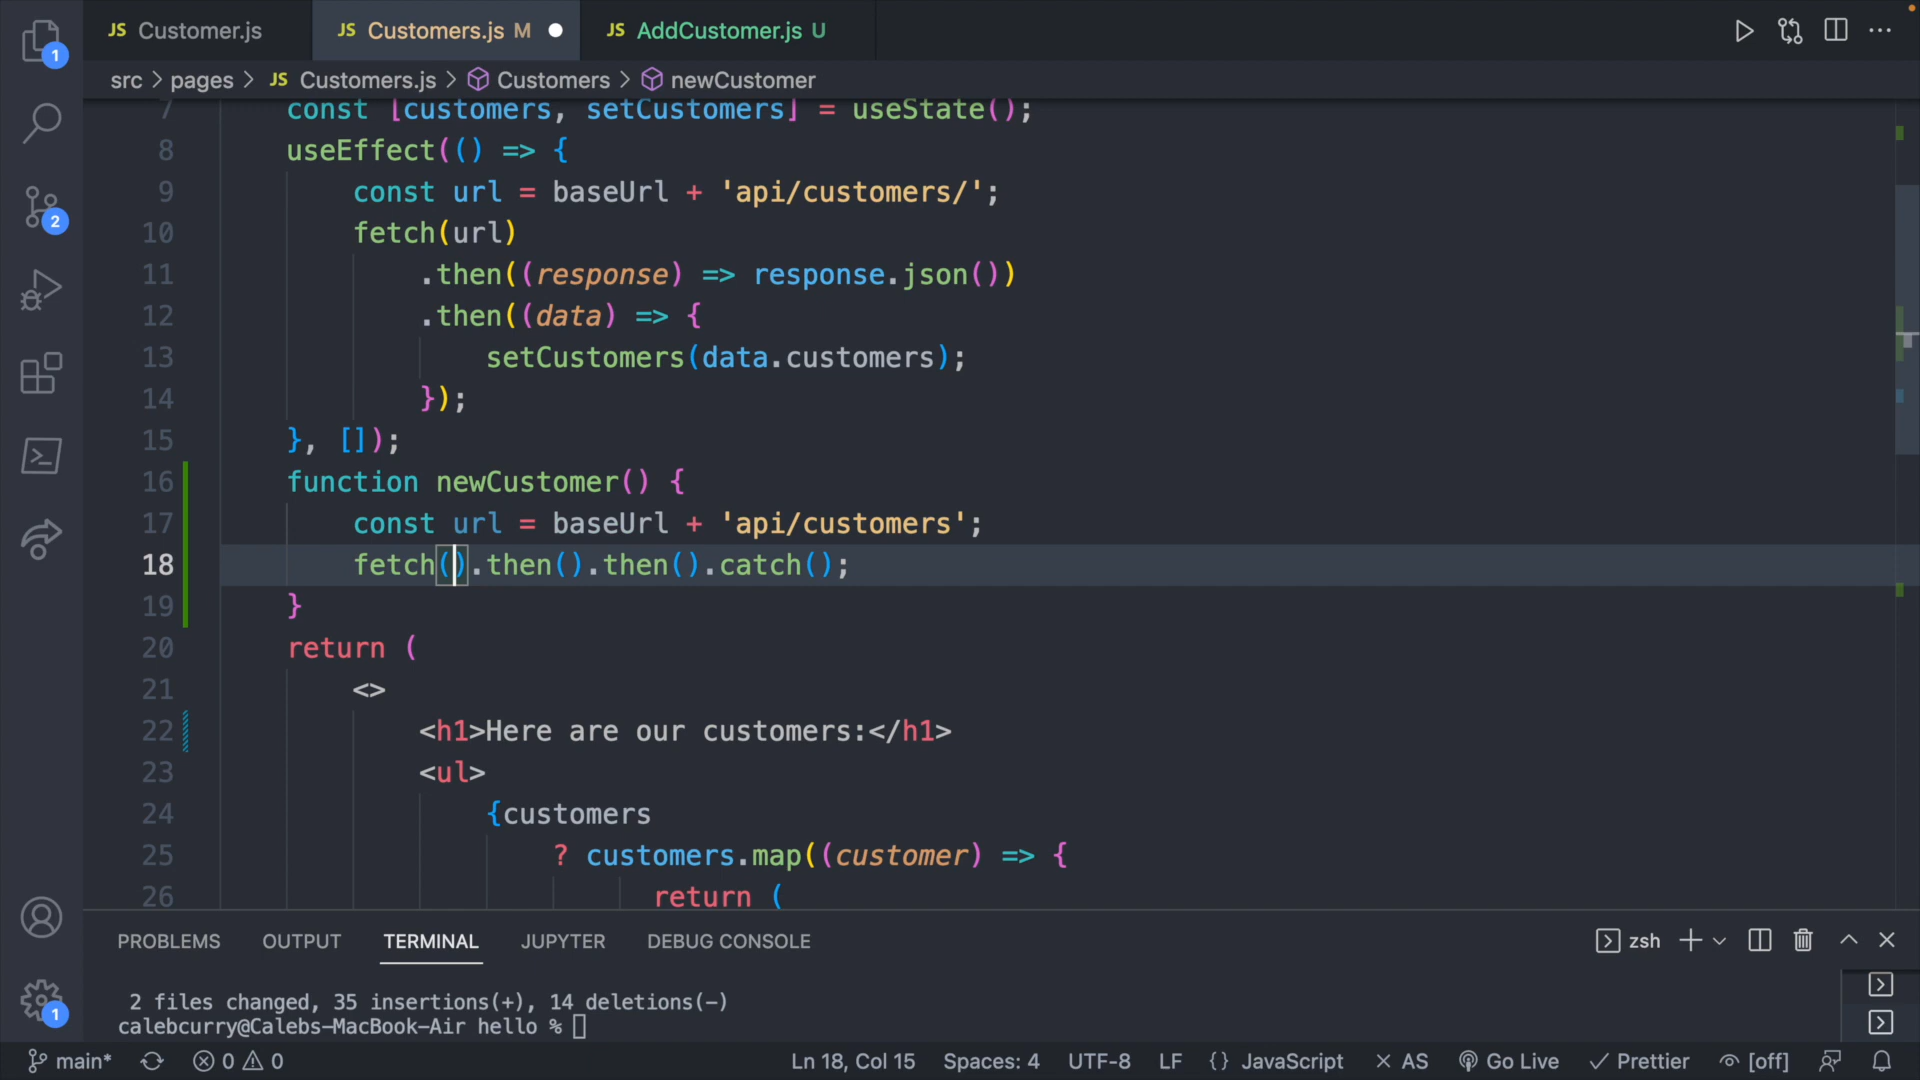 JS Customer.js JS Customers.js M JS AddCustomer.js U
src > pages > JS Customers.js > Customers > newCustomer
7 const [customers, setCustomers] = useState();
8 useEffect(() => {
9 const url = baseUrl + 'api/customers/';
10 fetch(url)
11 .then((response) => response.json())
12 .then((data) => {
13 setCustomers(data.customers);
14 });
15 }, []);
16 function newCustomer() {
17 const url = baseUrl + 'api/customers';
18 fetch().then().then().catch();
19 }
20 return (
21 <>
22 <h1>Here are our customers:</h1>
23 <ul>
24 {customers
25 ? customers.map((customer) => {
26 return (
1
2
1
PROBLEMS OUTPUT TERMINAL JUPYTER DEBUG CONSOLE zsh
2 files changed, 35 insertions(+), 14 deletions(-)
calebcurry@Calebs-MacBook-Air hello %
main* 0 0 Ln 18, Col 15 Spaces: 4 UTF-8 LF {} JavaScript × AS Go Live Prettier [off]